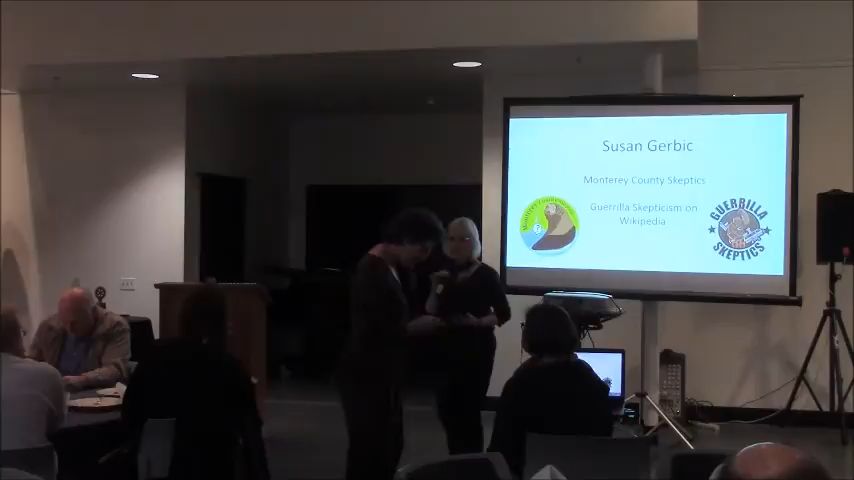 Susan Gerbic
Monterey County Skeptics
Guerrilla Skepticism on
Wikipedia
GUERRILLA
SKEPTICS